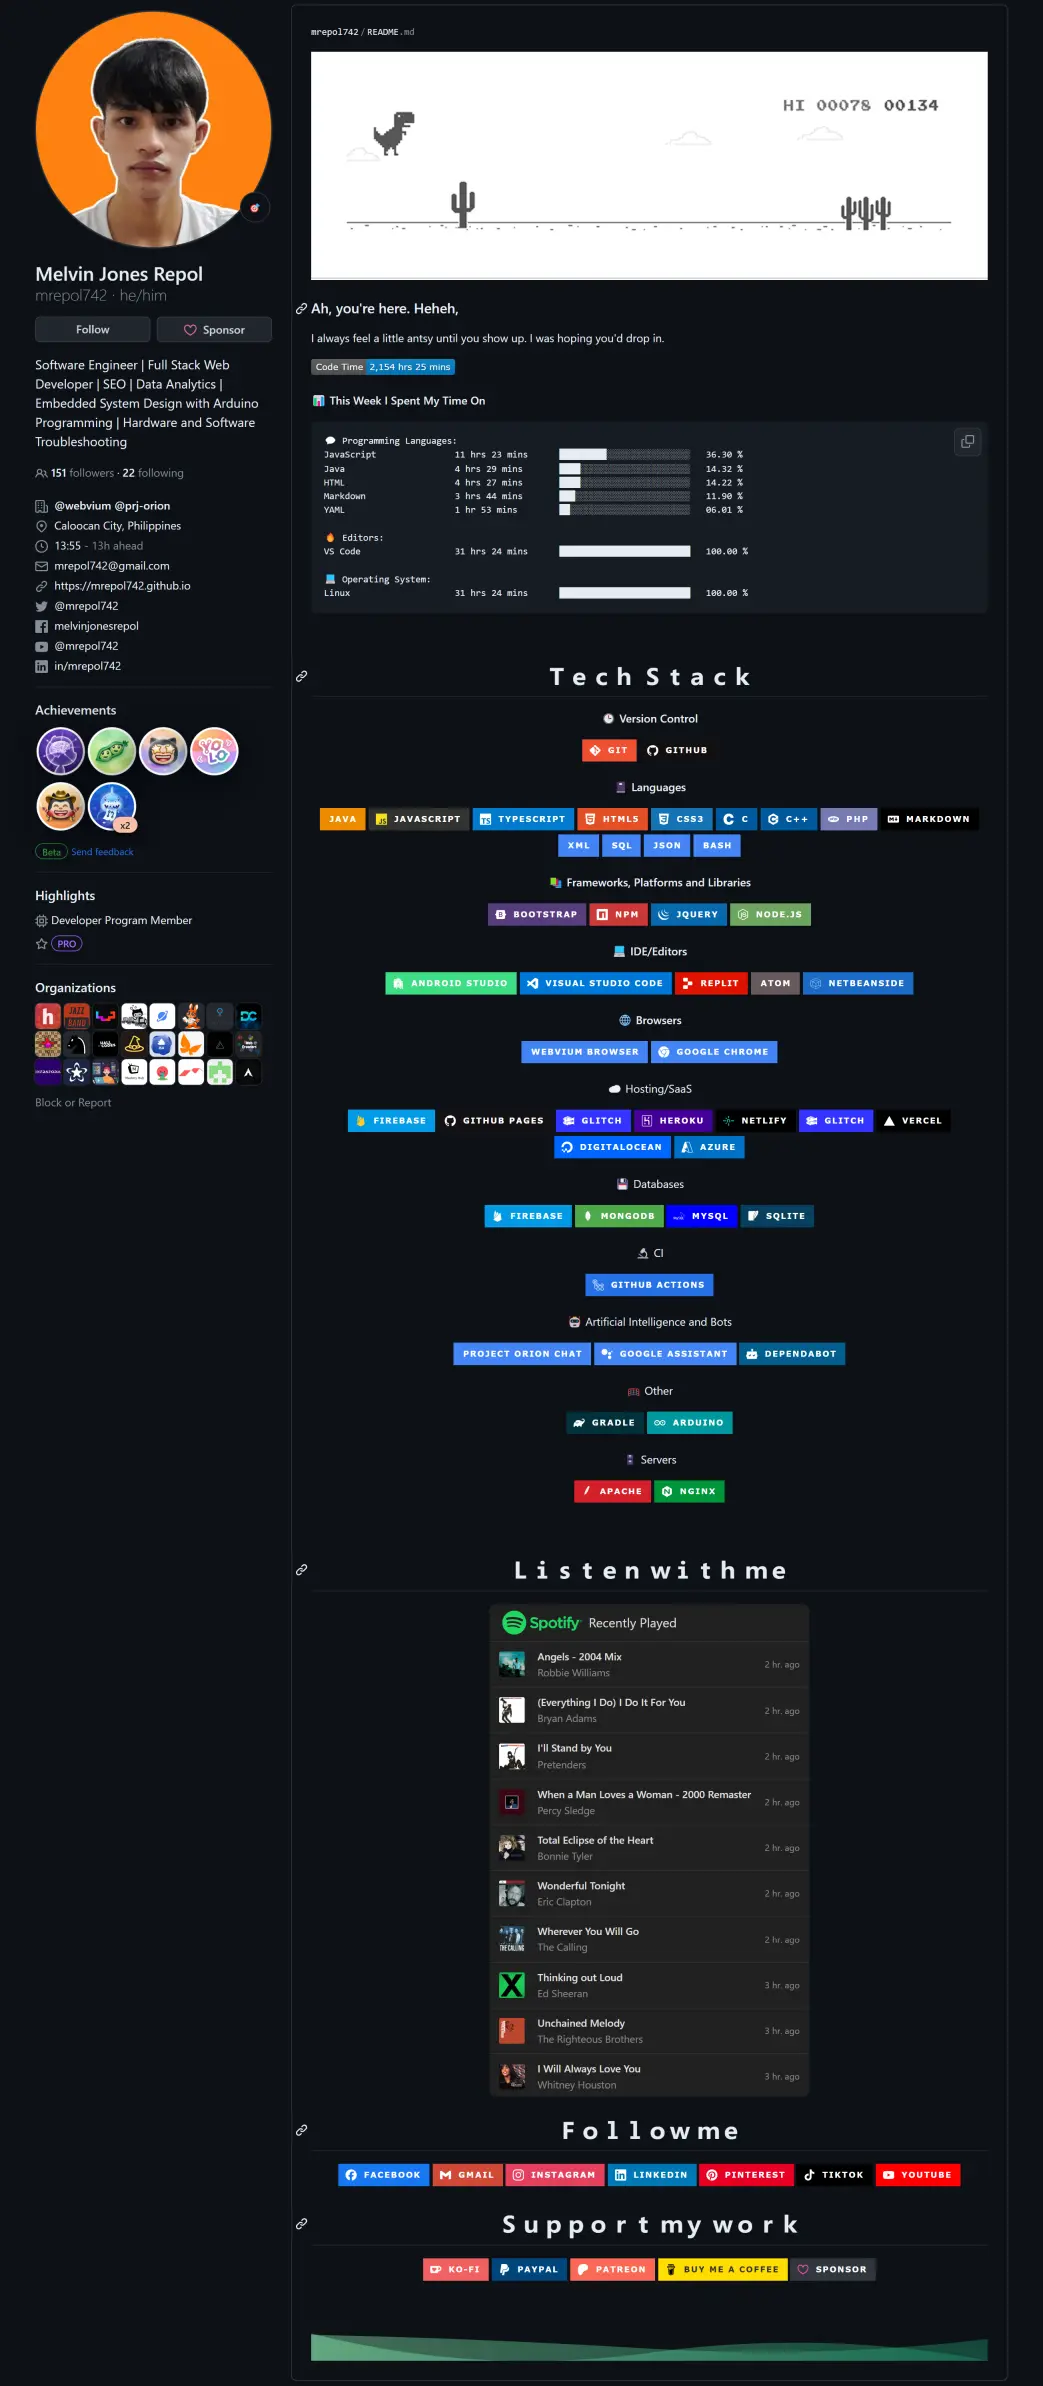 Melvin Jones Repol
mrepol742 · he/him
Follow
Sponsor
Software Engineer | Full Stack Web
Developer | SEO | Data Analytics |
Embedded System Design with Arduino
Programming | Hardware and Software
Troubleshooting
151 followers · 22 following
@webvium @prj-orion
Caloocan City, Philippines
13:55 - 13h ahead
mrepol742@gmail.com
https://mrepol742.github.io
@mrepol742
melvinjonesrepol
@mrepol742
in/mrepol742
Achievements
YOLO
x2
Beta Send feedback
Highlights
Developer Program Member
PRO
Organizations
JAZZ BAND
Block or Report
mrepol742 / README.md
HI 00078 00134
Ah, you're here. Heheh,
I always feel a little antsy until you show up. I was hoping you'd drop in.
Code Time 2,154 hrs 25 mins
This Week I Spent My Time On
Programming Languages:
JavaScript 11 hrs 23 mins 36.30 %
Java 4 hrs 29 mins 14.32 %
HTML 4 hrs 27 mins 14.22 %
Markdown 3 hrs 44 mins 11.90 %
YAML 1 hr 53 mins 06.01 %
Editors:
VS Code 31 hrs 24 mins 100.00 %
Operating System:
Linux 31 hrs 24 mins 100.00 %
Tech Stack
Version Control
GIT GITHUB
Languages
JAVA JAVASCRIPT TYPESCRIPT HTML5 CSS3 C C++ PHP MARKDOWN
XML SQL JSON BASH
Frameworks, Platforms and Libraries
BOOTSTRAP NPM JQUERY NODE.JS
IDE/Editors
ANDROID STUDIO VISUAL STUDIO CODE REPLIT ATOM NETBEANSIDE
Browsers
WEBVIUM BROWSER GOOGLE CHROME
Hosting/SaaS
FIREBASE GITHUB PAGES GLITCH HEROKU NETLIFY GLITCH VERCEL
DIGITALOCEAN AZURE
Databases
FIREBASE MONGODB MYSQL SQLITE
CI
GITHUB ACTIONS
Artificial Intelligence and Bots
PROJECT ORION CHAT GOOGLE ASSISTANT DEPENDABOT
Other
GRADLE ARDUINO
Servers
APACHE NGINX
Listen with me
Spotify Recently Played
Angels - 2004 Mix
Robbie Williams
2 hr. ago
(Everything I Do) I Do It For You
Bryan Adams
2 hr. ago
I'll Stand by You
Pretenders
2 hr. ago
When a Man Loves a Woman - 2000 Remaster
Percy Sledge
2 hr. ago
Total Eclipse of the Heart
Bonnie Tyler
2 hr. ago
Wonderful Tonight
Eric Clapton
2 hr. ago
Wherever You Will Go
The Calling
2 hr. ago
THE CALLING
Thinking out Loud
Ed Sheeran
3 hr. ago
Unchained Melody
The Righteous Brothers
3 hr. ago
I Will Always Love You
Whitney Houston
3 hr. ago
Follow me
FACEBOOK GMAIL INSTAGRAM LINKEDIN PINTEREST TIKTOK YOUTUBE
Support my work
KO-FI PAYPAL PATREON BUY ME A COFFEE SPONSOR